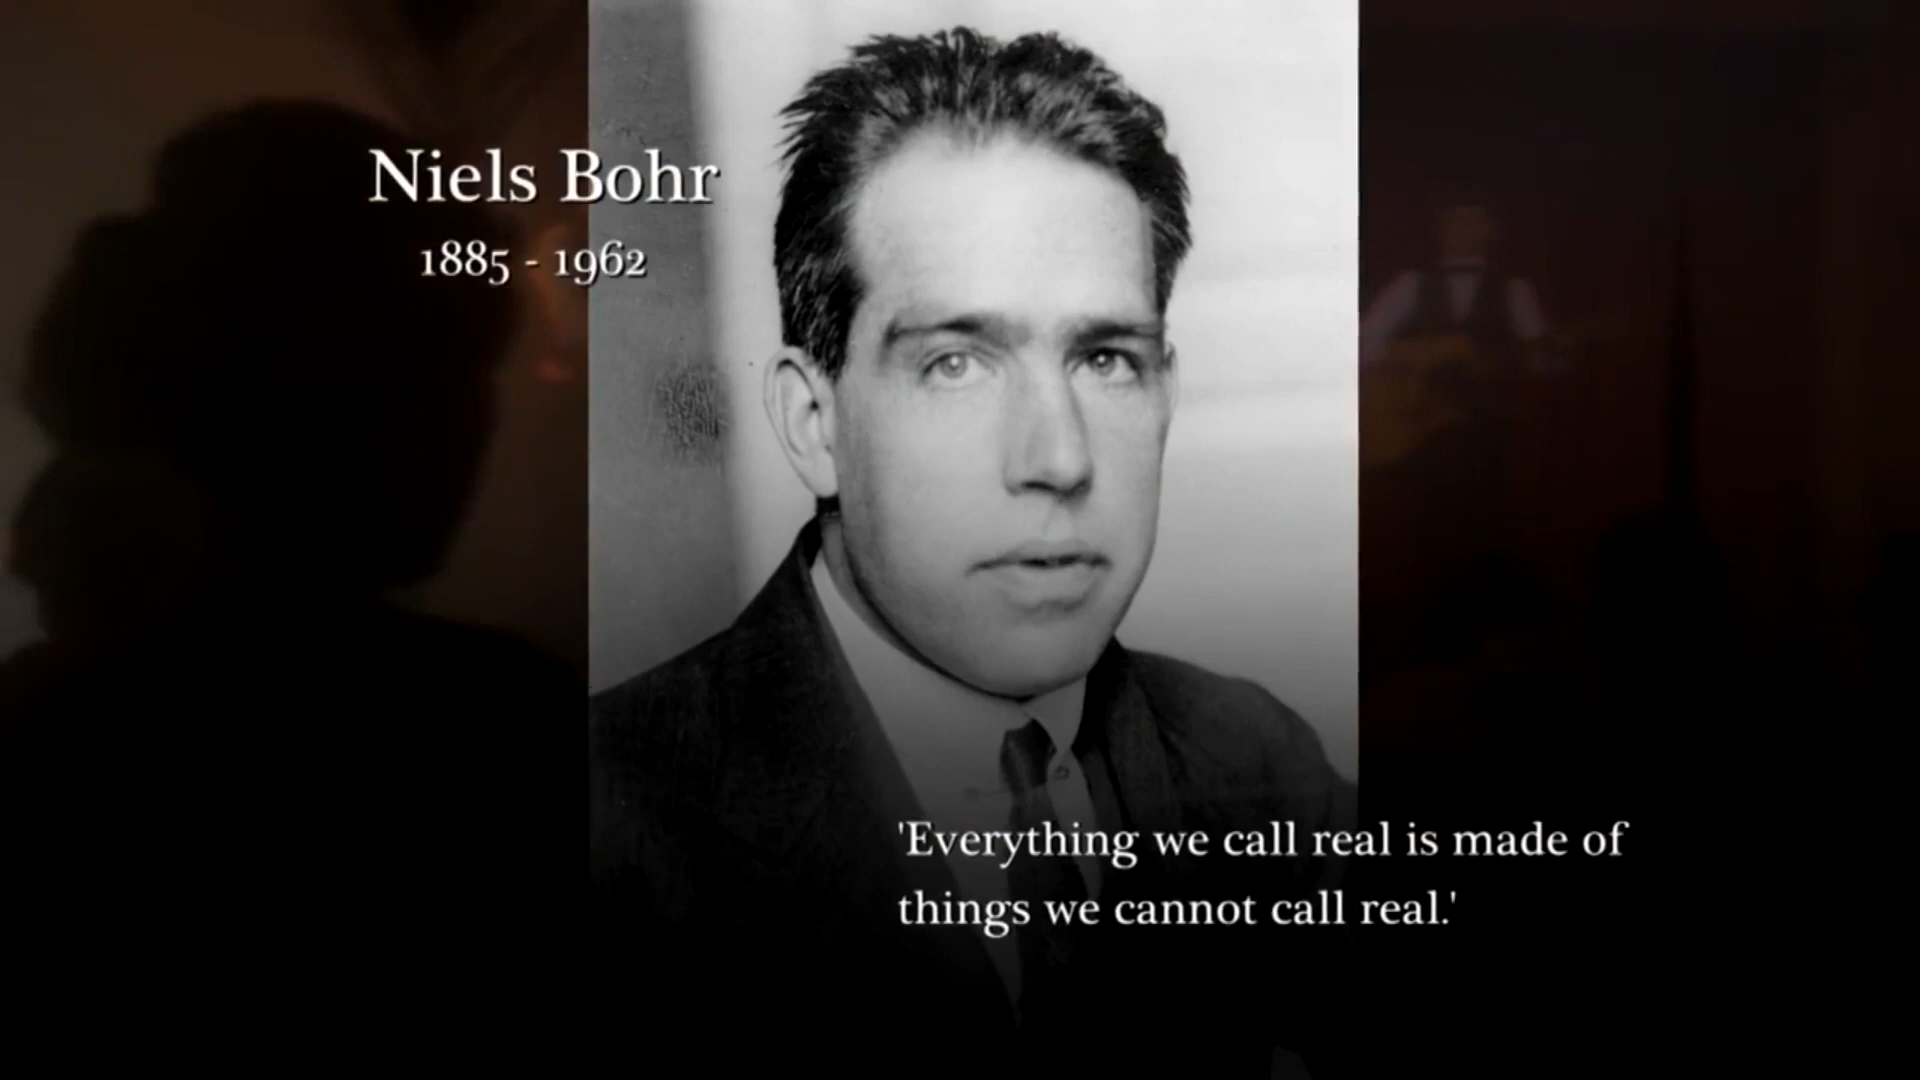 Niels Bohr
1885 - 1962
'Everything we call real is made of
things we cannot call real.'